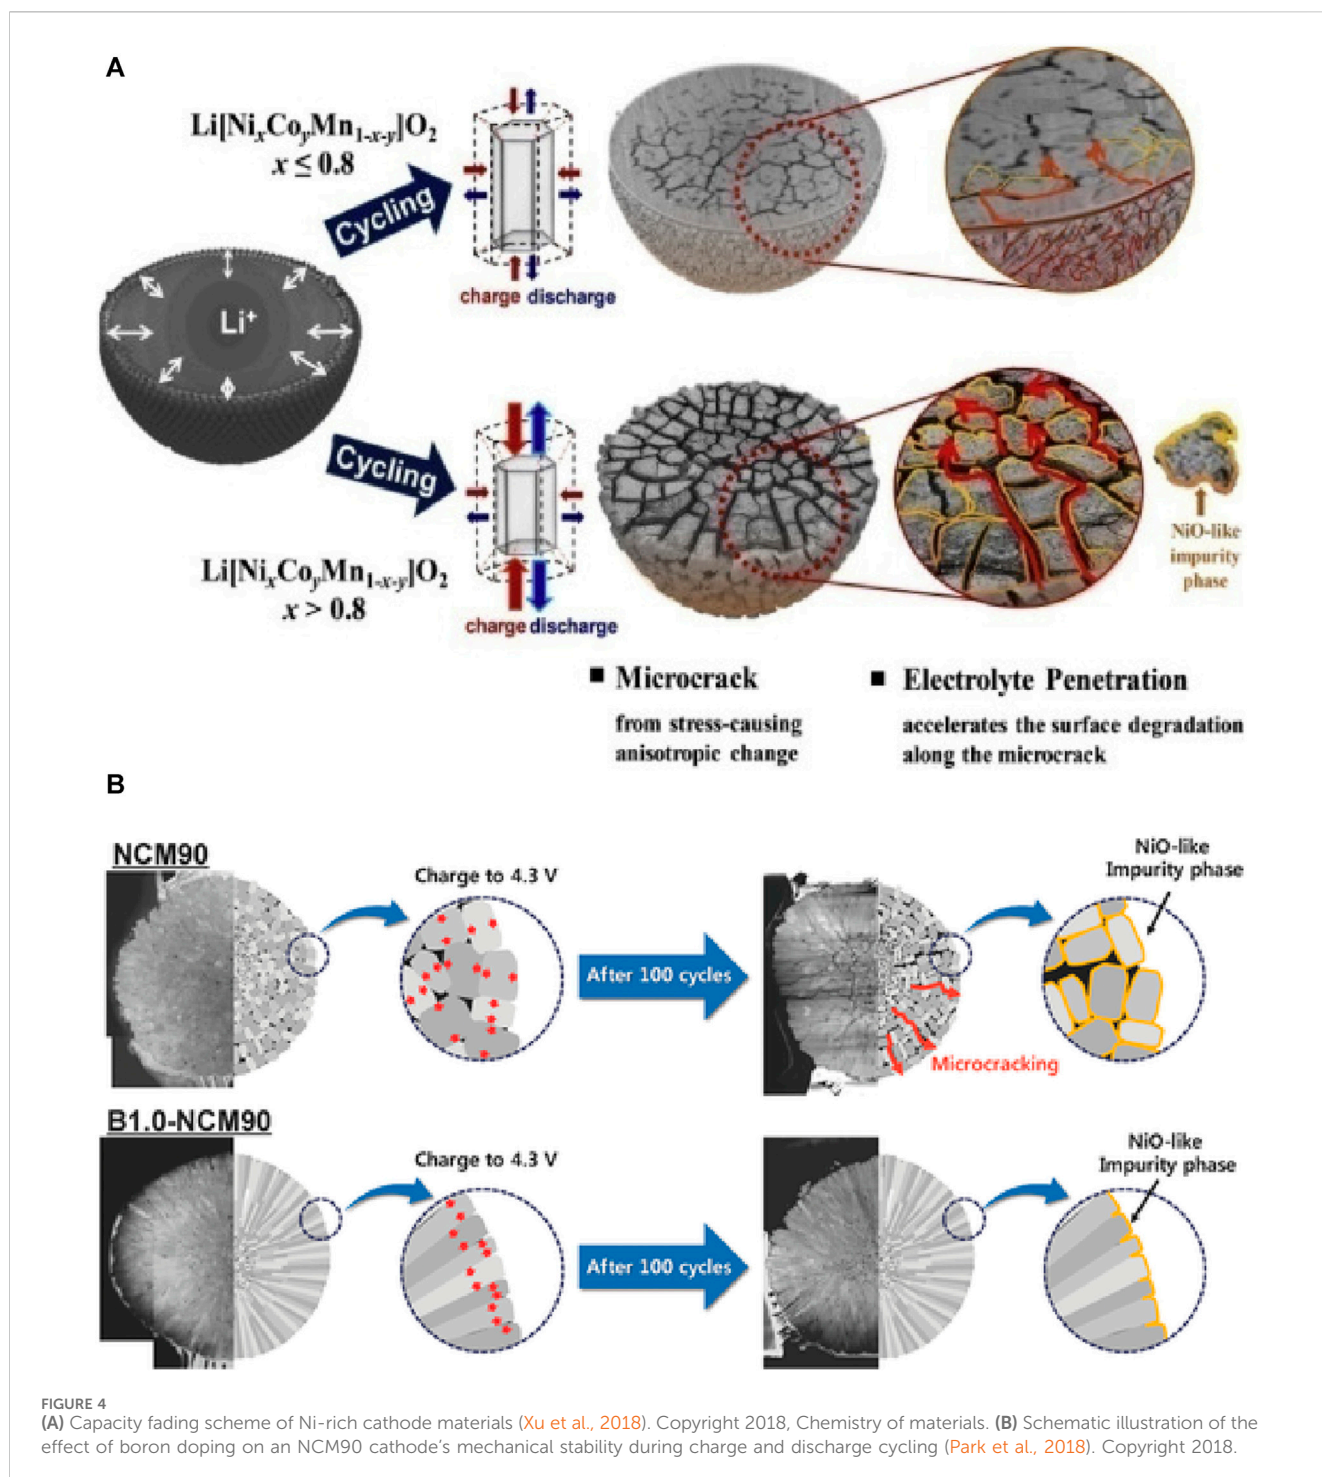 A
Li[NixCoyMn1-x-y]O2
x ≤ 0.8
Cycling
charge discharge
Li+
Cycling
Li[NixCoyMn1-x-y]O2
x > 0.8
charge discharge
NiO-like
impurity
phase
■ Microcrack
from stress-causing
anisotropic change
■ Electrolyte Penetration
accelerates the surface degradation
along the microcrack
B
NCM90
Charge to 4.3 V
After 100 cycles
Microcracking
NiO-like
Impurity phase
B1.0-NCM90
Charge to 4.3 V
After 100 cycles
NiO-like
Impurity phase
FIGURE 4
(A) Capacity fading scheme of Ni-rich cathode materials (Xu et al., 2018). Copyright 2018, Chemistry of materials. (B) Schematic illustration of the
effect of boron doping on an NCM90 cathode’s mechanical stability during charge and discharge cycling (Park et al., 2018). Copyright 2018.